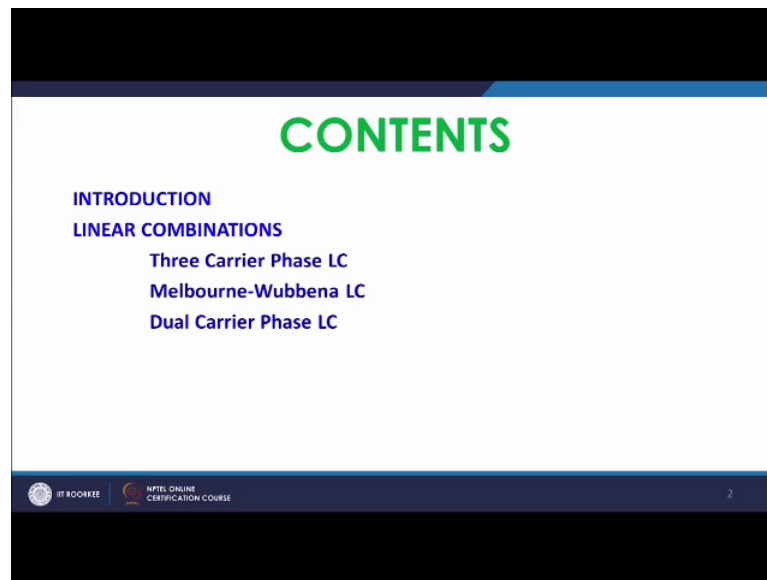 CONTENTS
INTRODUCTION
LINEAR COMBINATIONS
Three Carrier Phase LC
Melbourne-Wubbena LC
Dual Carrier Phase LC
IIT ROORKEE
NPTEL ONLINE
CERTIFICATION COURSE
2